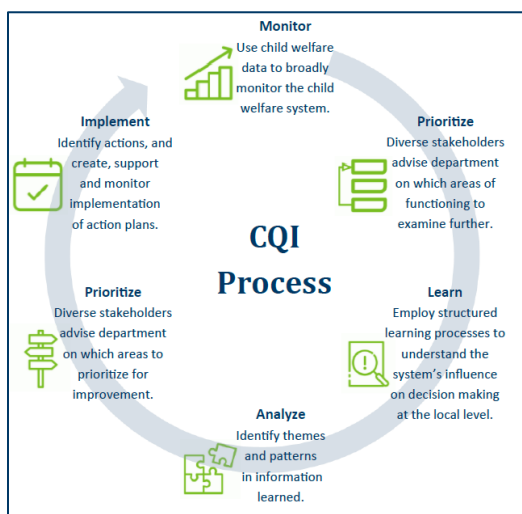 Monitor
Use child welfare
data to broadly
monitor the child
welfare system.
Prioritize
Diverse stakeholders
advise department
on which areas of
functioning to
examine further.
Learn
Employ structured
learning processes to
understand the
system's influence
on decision making
at the local level.
Analyze
Identify themes
and patterns
in information
learned.
Prioritize
Diverse stakeholders
advise department
on which areas to
prioritize for
improvement.
Implement
Identify actions, and
create, support
and monitor
implementation
of action plans.
CQI
Process